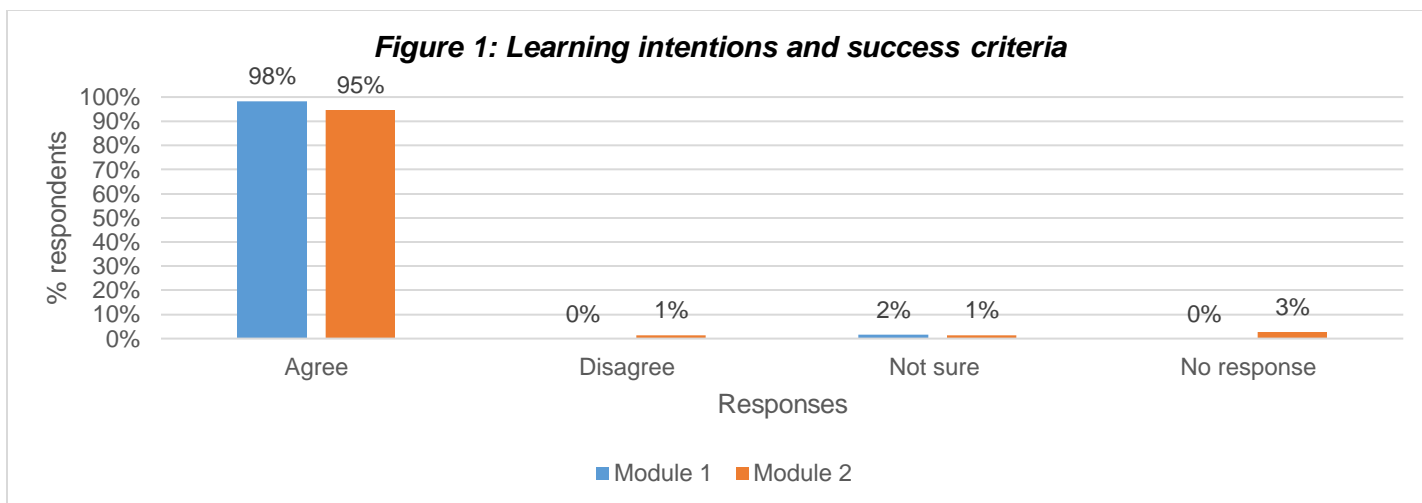 Figure 1: Learning intentions and success criteria
98%
95%
100%
90%
80%
70%
60%
50%
40%
30%
20%
10%
0%
% respondents
0%
1%
2%
1%
0%
3%
Agree
Disagree
Not sure
No response
Responses
Module 1
Module 2